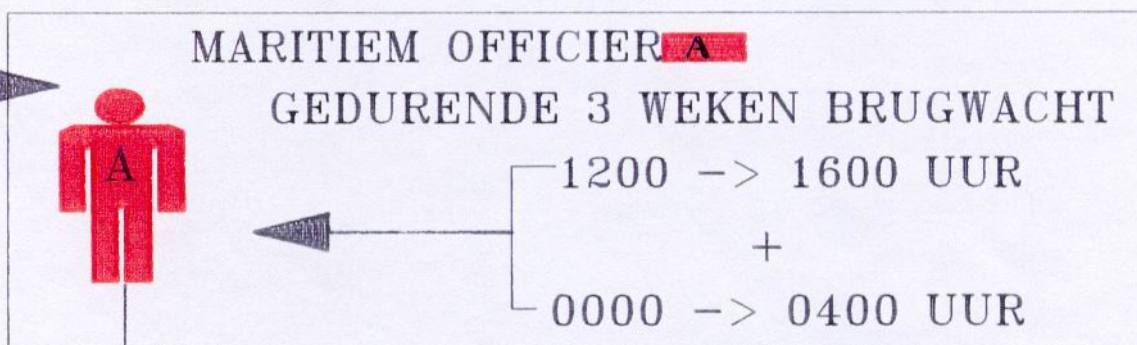 MARITIEM OFFICIER A
GEDURENDE 3 WEKEN BRUGWACHT
A
1200 -> 1600 UUR
+
0000 -> 0400 UUR